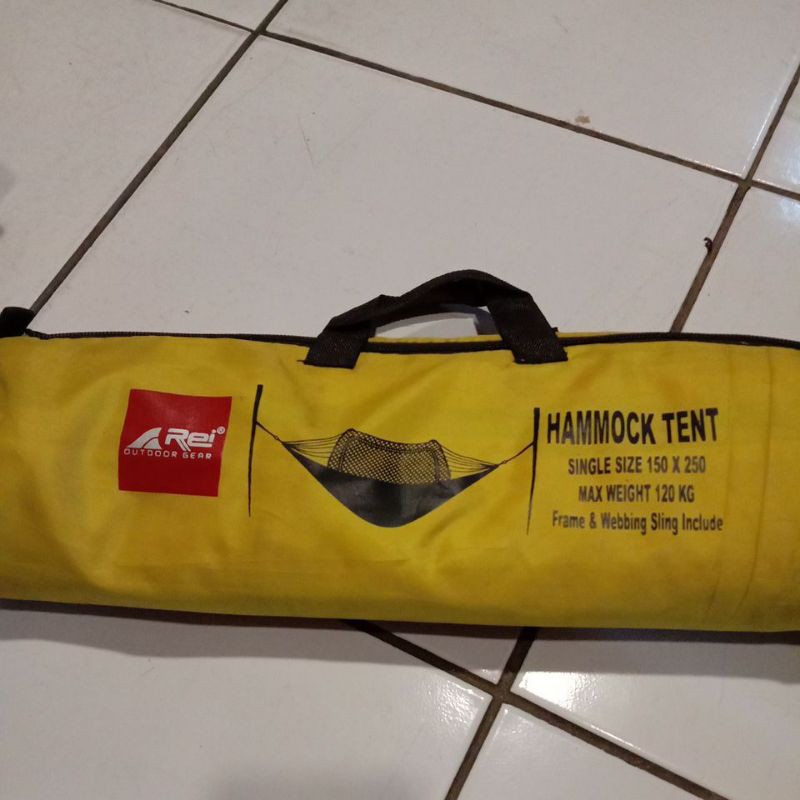 Rei®
OUTDOOR GEAR
HAMMOCK TENT
SINGLE SIZE 150 X 250
MAX WEIGHT 120 KG
Frame & Webbing Sling Include